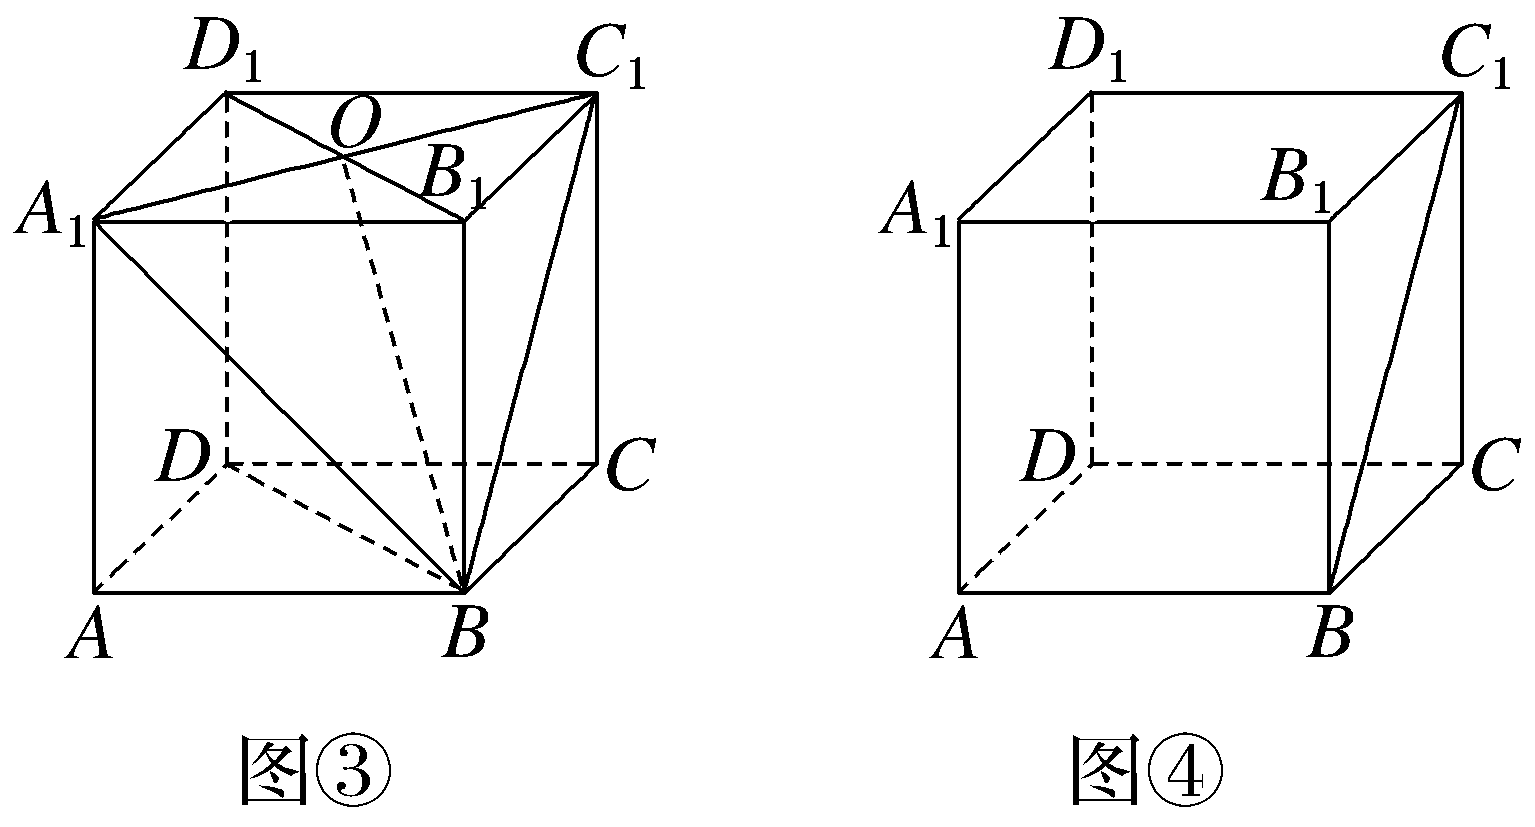 D₁ C₁ D₁ C₁
O
B₁ B₁
A₁ A₁
D C D C
A B A B
图③ 图④